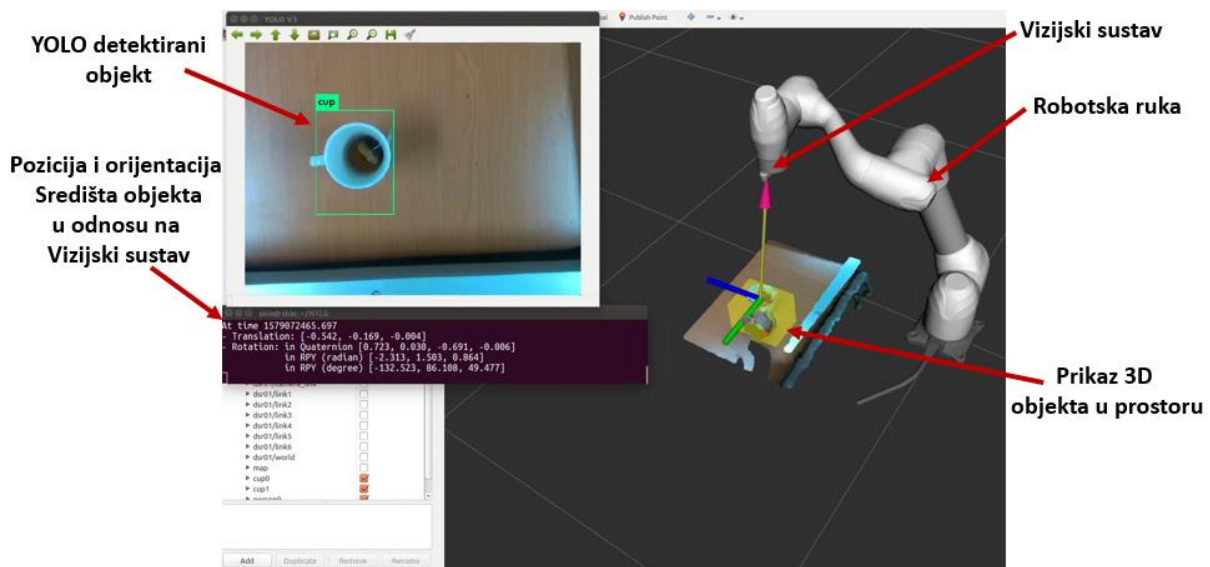 YOLO V3
Publish Point
YOLO detektirani
objekt
cup
Vizijski sustav
Robotska ruka
Pozicija i orijentacija
Središta objekta
u odnosu na
Vizijski sustav
At time 1579072465.697
- Translation: [-0.542, -0.169, -0.004]
- Rotation: in Quaternion [0.723, 0.030, -0.691, -0.006]
in RPY (radian) [-2.313, 1.503, 0.864]
in RPY (degree) [-132.523, 86.108, 49.477]
dsr01/link1
dsr01/link2
dsr01/link3
dsr01/link4
dsr01/link5
dsr01/link6
dsr01/world
map
cup0
cup1
person0
Prikaz 3D
objekta u prostoru
Add Duplicate Remove Rename